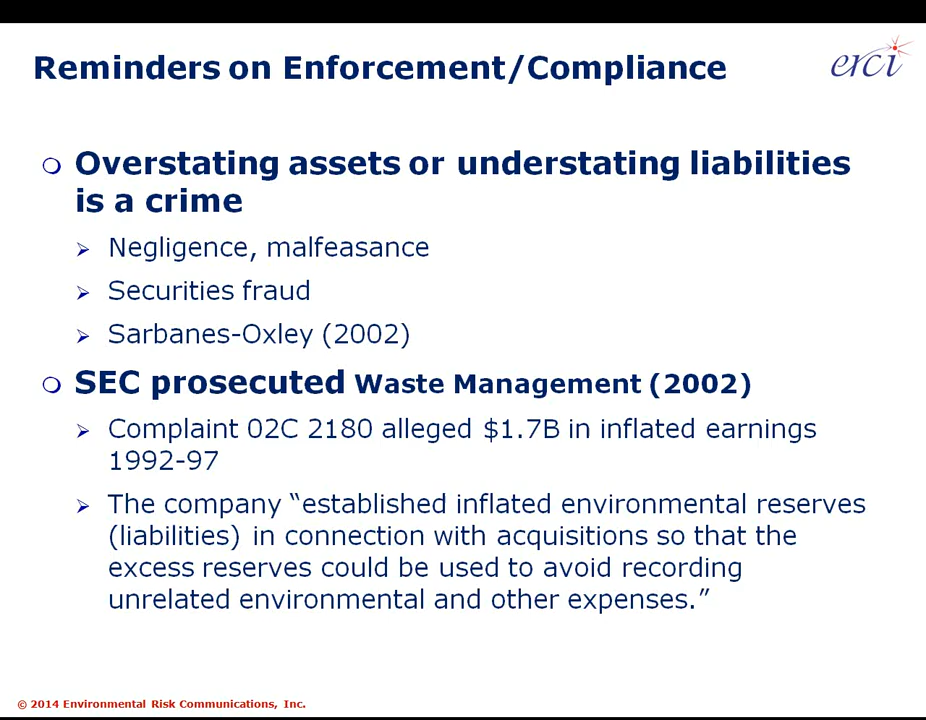 Reminders on Enforcement/Compliance
erci
Overstating assets or understating liabilities
is a crime
Negligence, malfeasance
Securities fraud
Sarbanes-Oxley (2002)
SEC prosecuted Waste Management (2002)
Complaint 02C 2180 alleged $1.7B in inflated earnings
1992-97
The company “established inflated environmental reserves
(liabilities) in connection with acquisitions so that the
excess reserves could be used to avoid recording
unrelated environmental and other expenses.”
© 2014 Environmental Risk Communications, Inc.